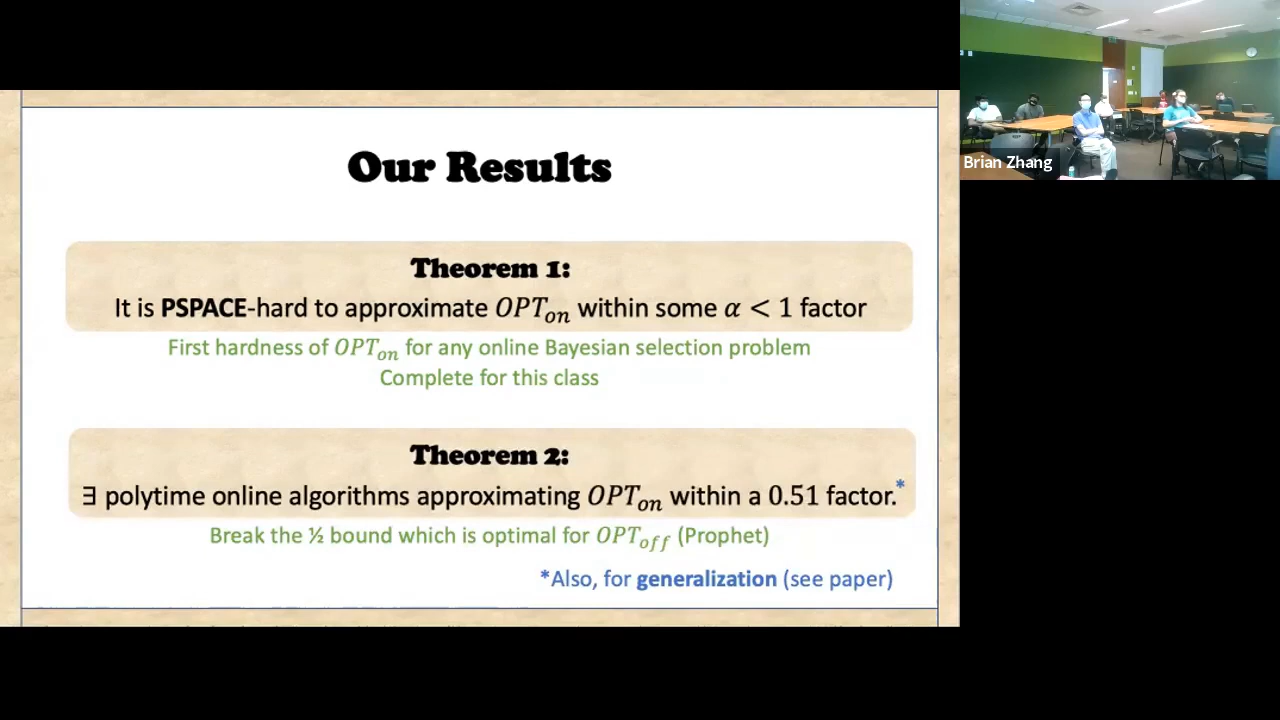 Our Results
Theorem 1:
It is PSPACE-hard to approximate OPT_on within some α < 1 factor
First hardness of OPT_on for any online Bayesian selection problem
Complete for this class
Theorem 2:
∃ polytime online algorithms approximating OPT_on within a 0.51 factor.*
Break the ½ bound which is optimal for OPT_off (Prophet)
*Also, for generalization (see paper)
Brian Zhang